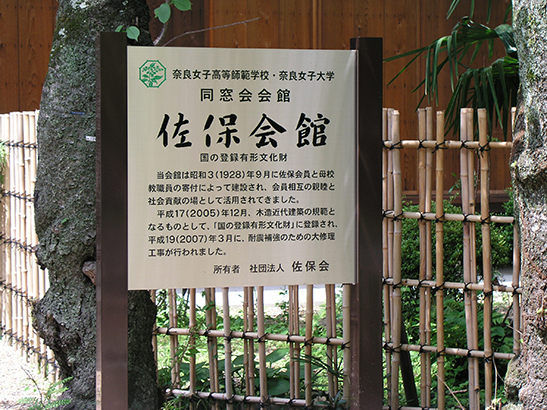 奈良女子高等師範学校・奈良女子大学
同窓会会館
佐保会館
国の登録有形文化財
当会館は昭和3(1928)年9月に佐保会員と母校
教職員の寄付によって建設され、会員相互の親睦と
社会貢献の場として活用されてきました。
平成17(2005)年12月、木造近代建築の規範と
なるものとして、「国の登録有形文化財」に登録され、
平成19(2007)年3月に、耐震補強のための大修理
工事が行われました。
所有者 社団法人 佐保会